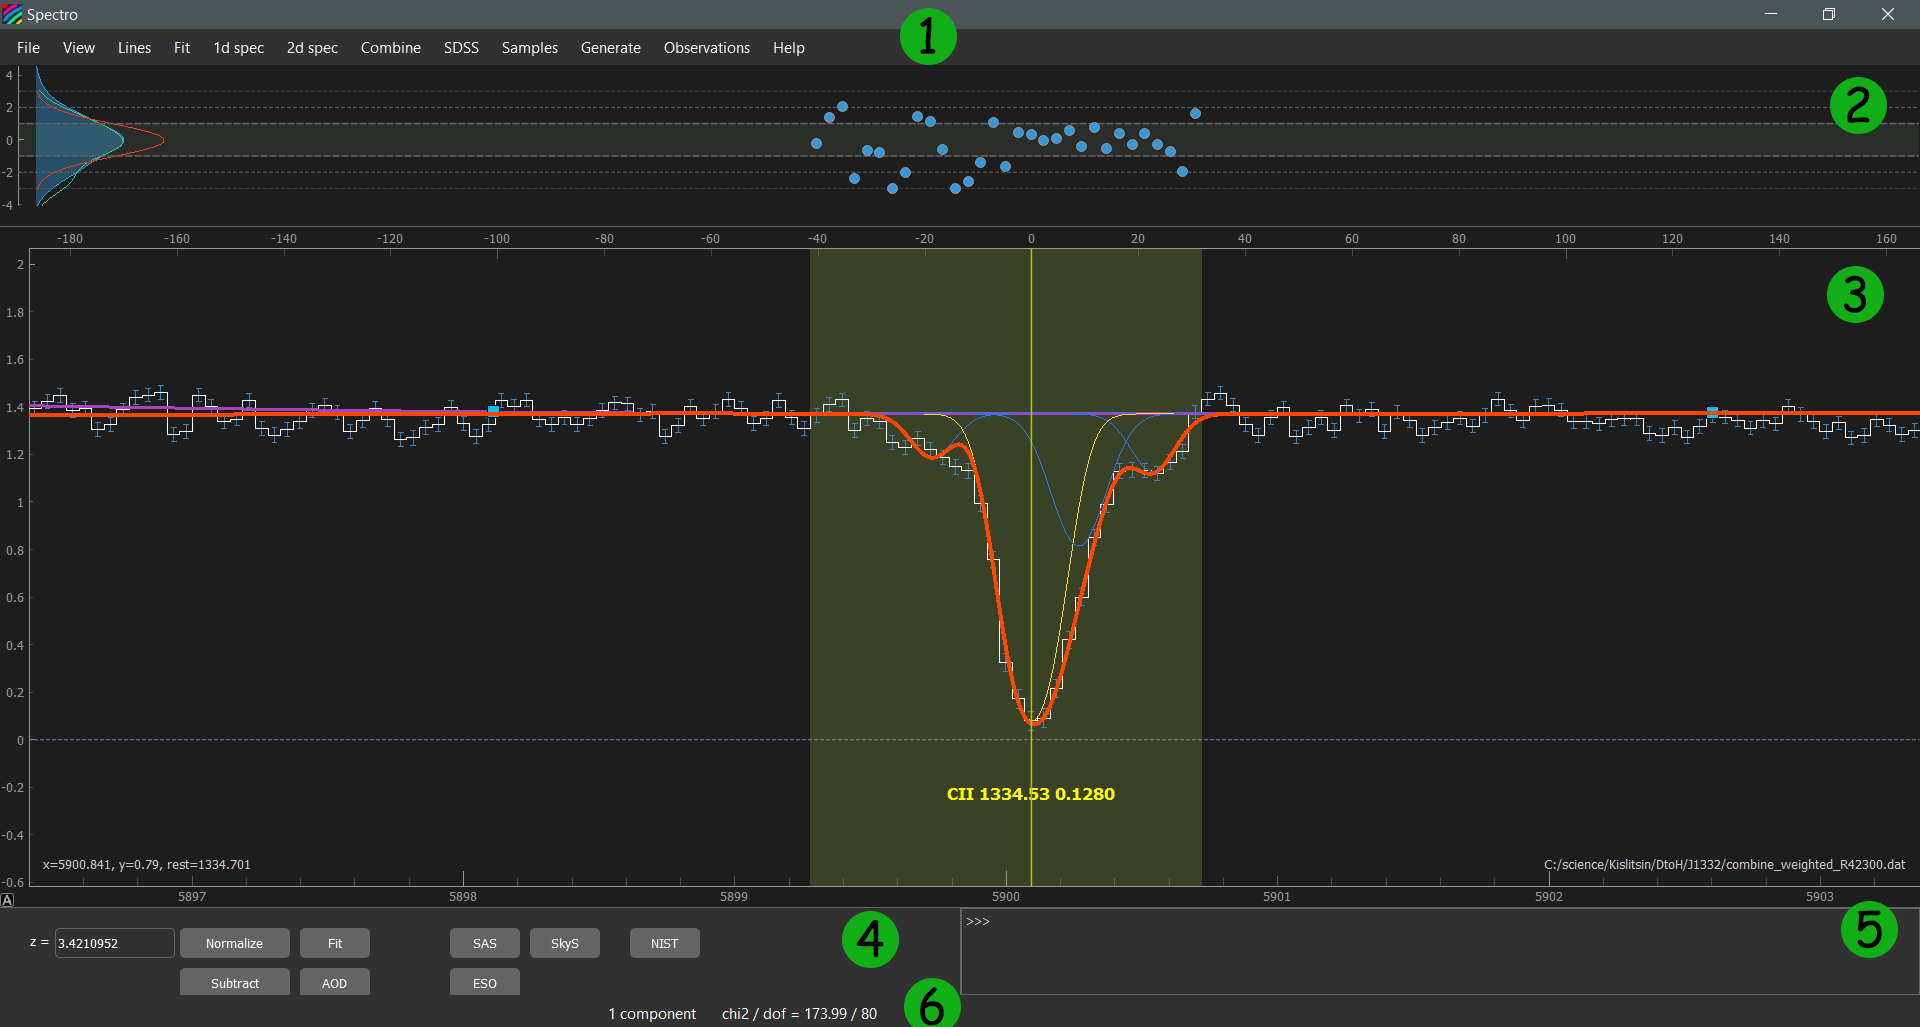 Spectro
1
File View Lines Fit 1d spec 2d spec Combine SDSS Samples Generate Observations Help
4
2
0
-2
-4
2
-180 -160 -140 -120 -100 -80 -60 -40 -20 0 20 40 60 80 100 120 140 160
2
1.8
1.6
1.4
1.2
1
0.8
0.6
0.4
0.2
0
-0.2
-0.4
-0.6
3
CII 1334.53 0.1280
x=5900.841, y=0.79, rest=1334.701
C:/science/Kislitsin/DtoH/J1332/combine_weighted_R42300.dat
A
5897 5898 5899 5900 5901 5902 5903
z = 3.4210952 Normalize Fit SAS SkyS NIST
Subtract AOD ESO
4
>>>
5
1 component chi2 / dof = 173.99 / 80
6